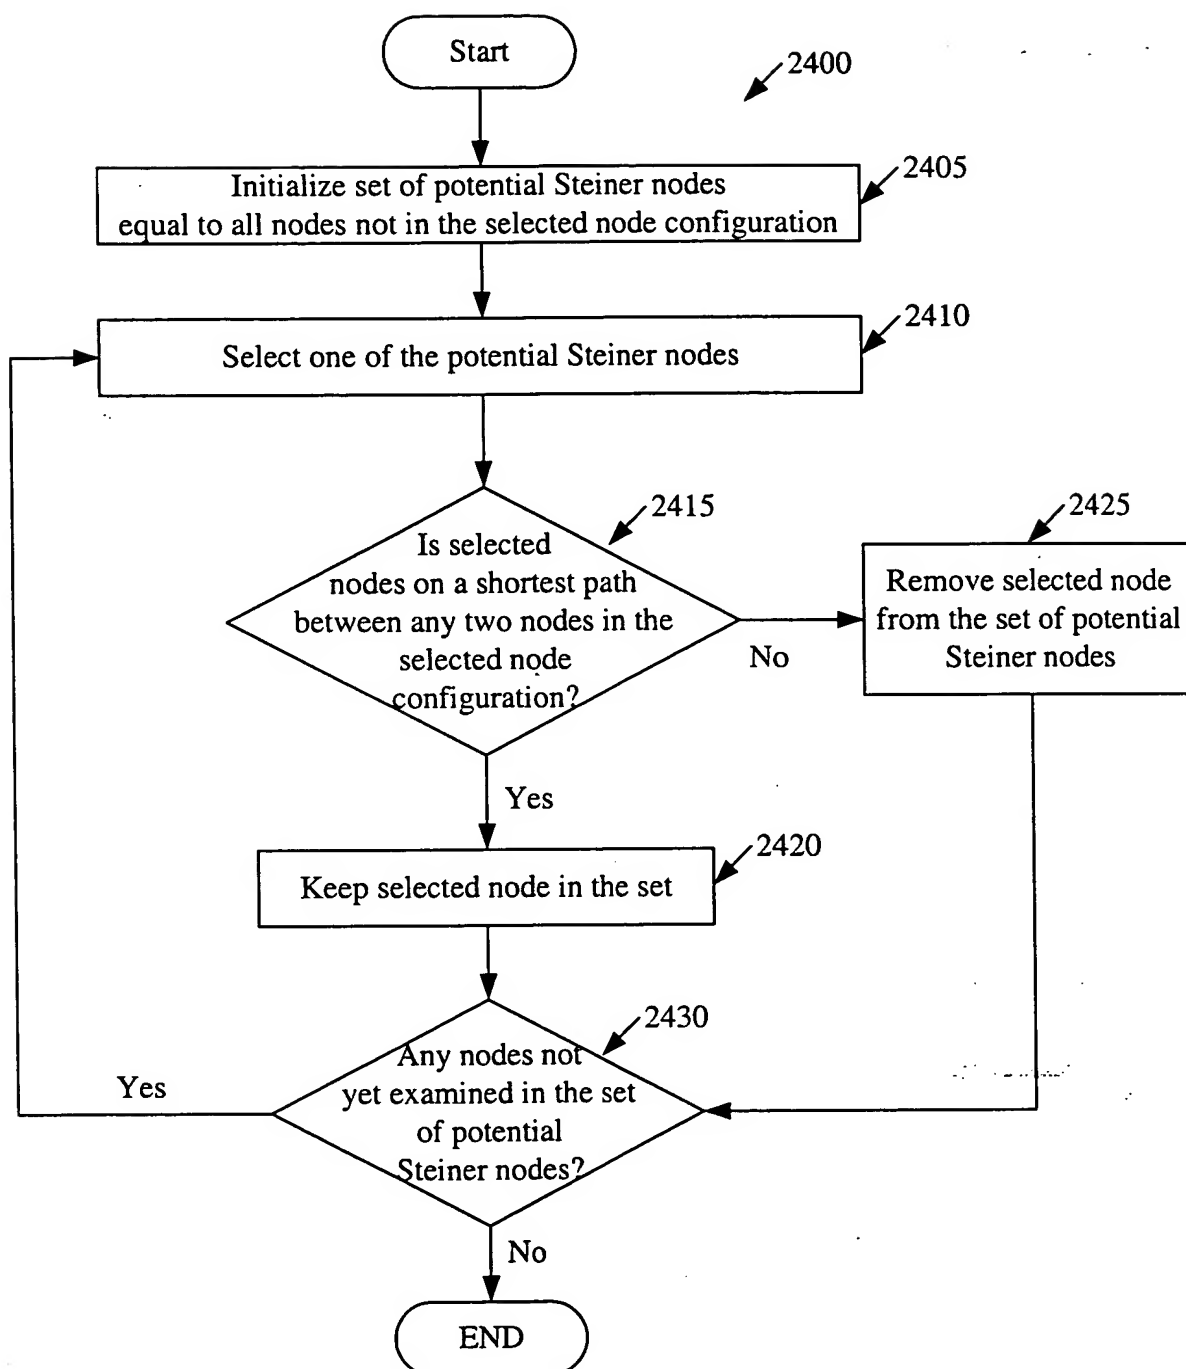 Start
2400
Initialize set of potential Steiner nodes
equal to all nodes not in the selected node configuration
2405
Select one of the potential Steiner nodes
2410
Is selected
nodes on a shortest path
between any two nodes in the
selected node
configuration?
2415
No
Remove selected node
from the set of potential
Steiner nodes
2425
Yes
Keep selected node in the set
2420
Any nodes not
yet examined in the set
of potential
Steiner nodes?
2430
Yes
No
END